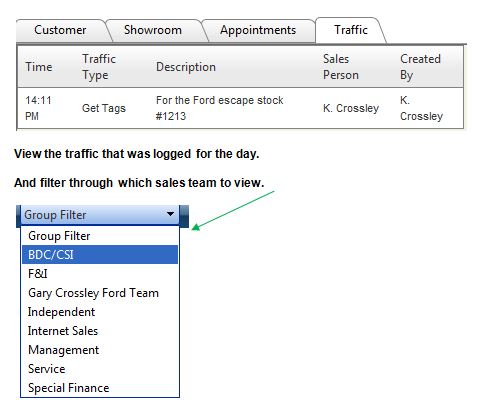 Customer Showroom Appointments Traffic
Time Traffic Type Description Sales Person Created By
14:11 PM Get Tags For the Ford escape stock #1213 K. Crossley K. Crossley
View the traffic that was logged for the day.
And filter through which sales team to view.
Group Filter
Group Filter
BDC/CSI
F&I
Gary Crossley Ford Team
Independent
Internet Sales
Management
Service
Special Finance